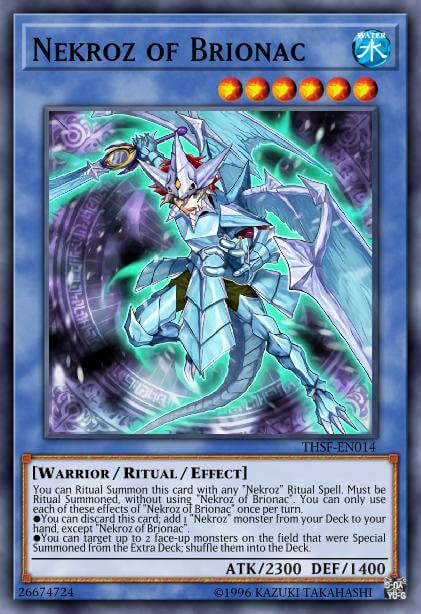 Nekroz of Brionac
WATER
水
THSF-EN014
[Warrior / Ritual / Effect]
You can Ritual Summon this card with any "Nekroz" Ritual Spell. Must be
Ritual Summoned, without using "Nekroz of Brionac". You can only use
each of these effects of "Nekroz of Brionac" once per turn.
●You can discard this card; add 1 "Nekroz" monster from your Deck to your
hand, except "Nekroz of Brionac".
●You can target up to 2 face-up monsters on the field that were Special
Summoned from the Extra Deck; shuffle them into the Deck.
ATK/2300 DEF/1400
26674724
©1996 KAZUKI TAKAHASHI